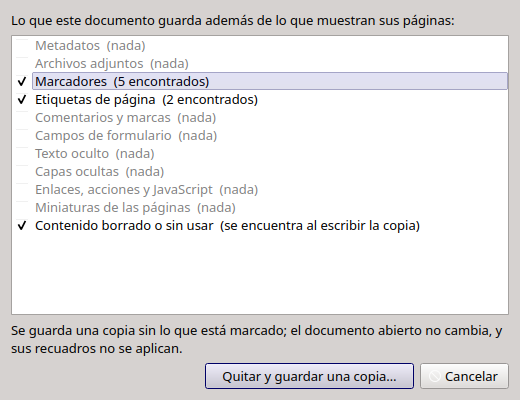 Lo que este documento guarda además de lo que muestran sus páginas:
Metadatos (nada)
Archivos adjuntos (nada)
Marcadores (5 encontrados)
Etiquetas de página (2 encontrados)
Comentarios y marcas (nada)
Campos de formulario (nada)
Texto oculto (nada)
Capas ocultas (nada)
Enlaces, acciones y JavaScript (nada)
Miniaturas de las páginas (nada)
Contenido borrado o sin usar (se encuentra al escribir la copia)
Se guarda una copia sin lo que está marcado; el documento abierto no cambia, y
sus recuadros no se aplican.
Quitar y guardar una copia...
Cancelar